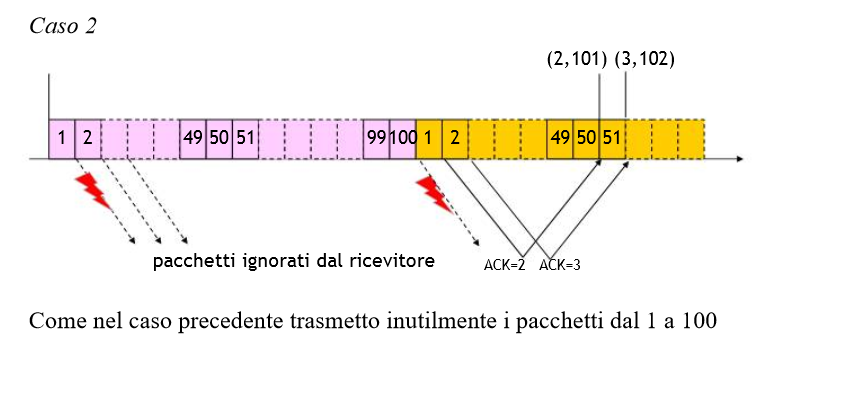 Caso 2
(2,101) (3,102)
1 2 49 50 51 99 100 1 2 49 50 51
pacchetti ignorati dal ricevitore
ACK=2 ACK=3
Come nel caso precedente trasmetto inutilmente i pacchetti dal 1 a 100